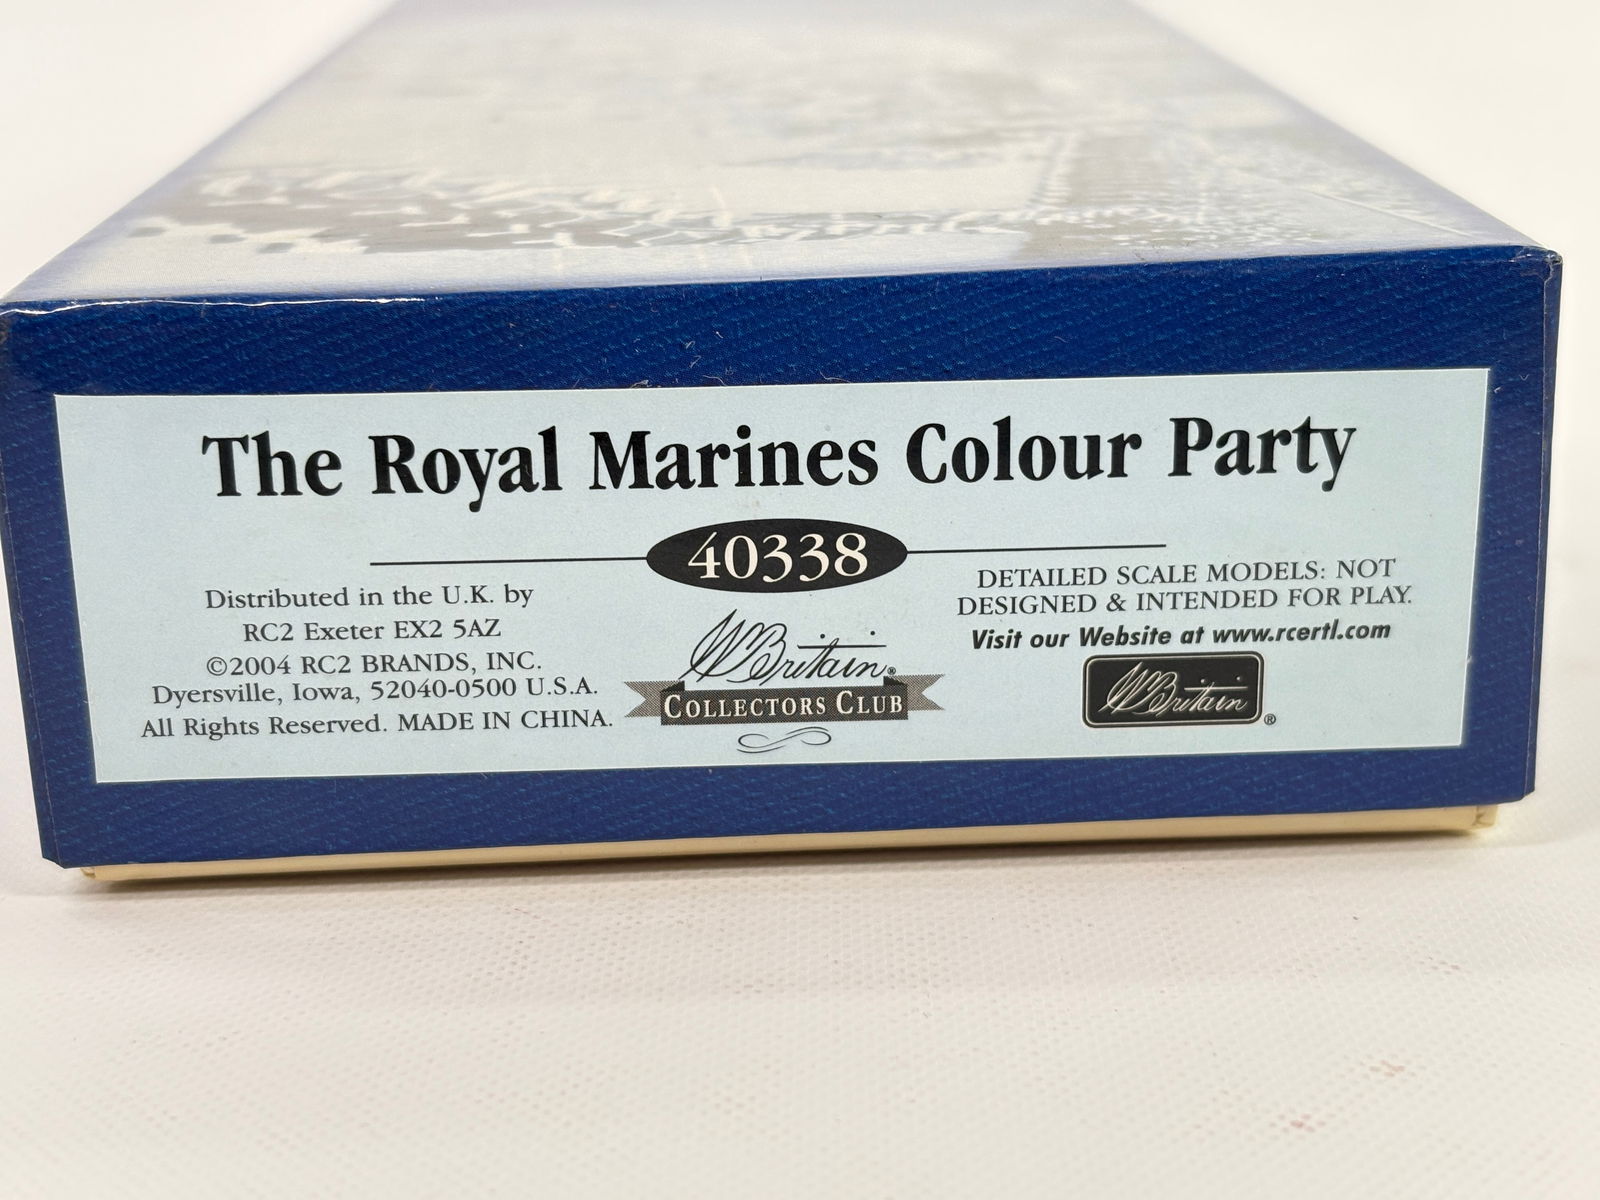 The Royal Marines Colour Party
40338
Distributed in the U.K. by
RC2 Exeter EX2 5AZ
©2004 RC2 BRANDS, INC.
Dyersville, Iowa, 52040-0500 U.S.A.
All Rights Reserved. MADE IN CHINA.
W Britain®
COLLECTORS CLUB
DETAILED SCALE MODELS: NOT
DESIGNED & INTENDED FOR PLAY.
Visit our Website at www.rcertl.com
W Britain®